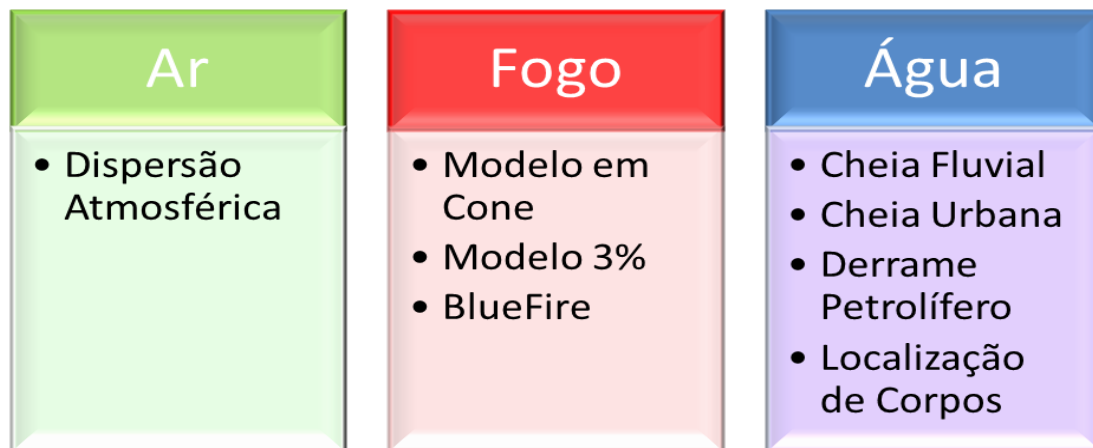 Ar
• Dispersão
Atmosférica
Fogo
• Modelo em
Cone
• Modelo 3%
• BlueFire
Água
• Cheia Fluvial
• Cheia Urbana
• Derrame
Petrolífero
• Localização
de Corpos